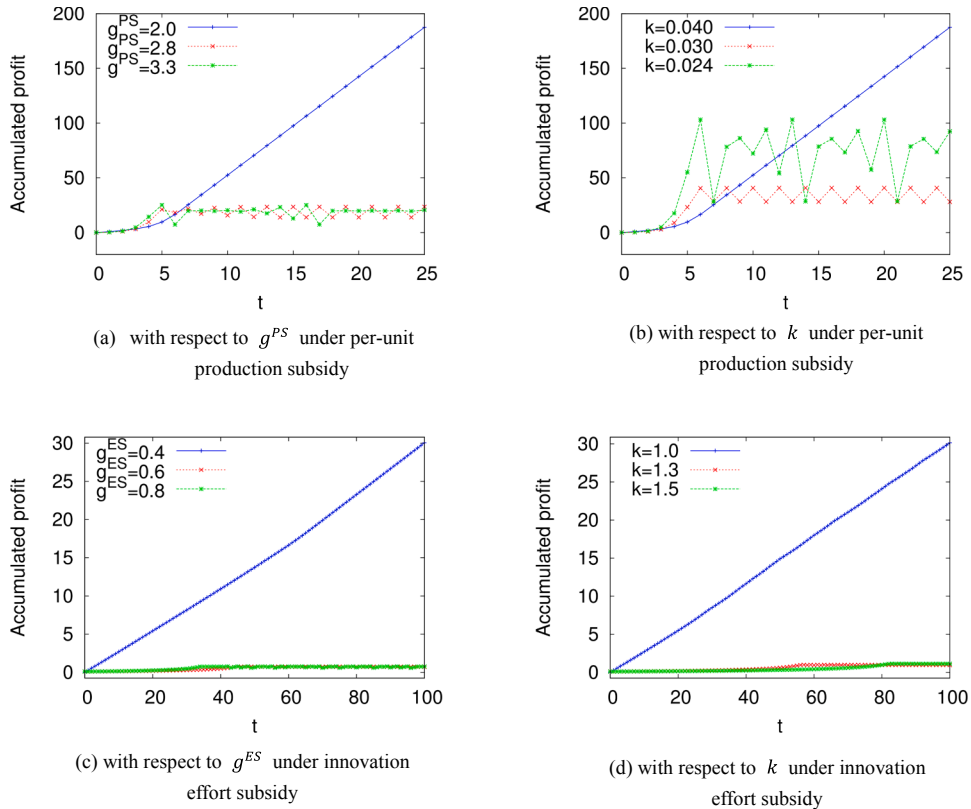 200
150
100
50
0
Accumulated profit
g^PS=2.0
g^PS=2.8
g^PS=3.3
0 5 10 15 20 25
t
(a) with respect to g^PS under per-unit
production subsidy
200
150
100
50
0
Accumulated profit
k=0.040
k=0.030
k=0.024
0 5 10 15 20 25
t
(b) with respect to k under per-unit
production subsidy
30
25
20
15
10
5
0
Accumulated profit
g^ES=0.4
g^ES=0.6
g^ES=0.8
0 20 40 60 80 100
t
(c) with respect to g^ES under innovation
effort subsidy
30
25
20
15
10
5
0
Accumulated profit
k=1.0
k=1.3
k=1.5
0 20 40 60 80 100
t
(d) with respect to k under innovation
effort subsidy